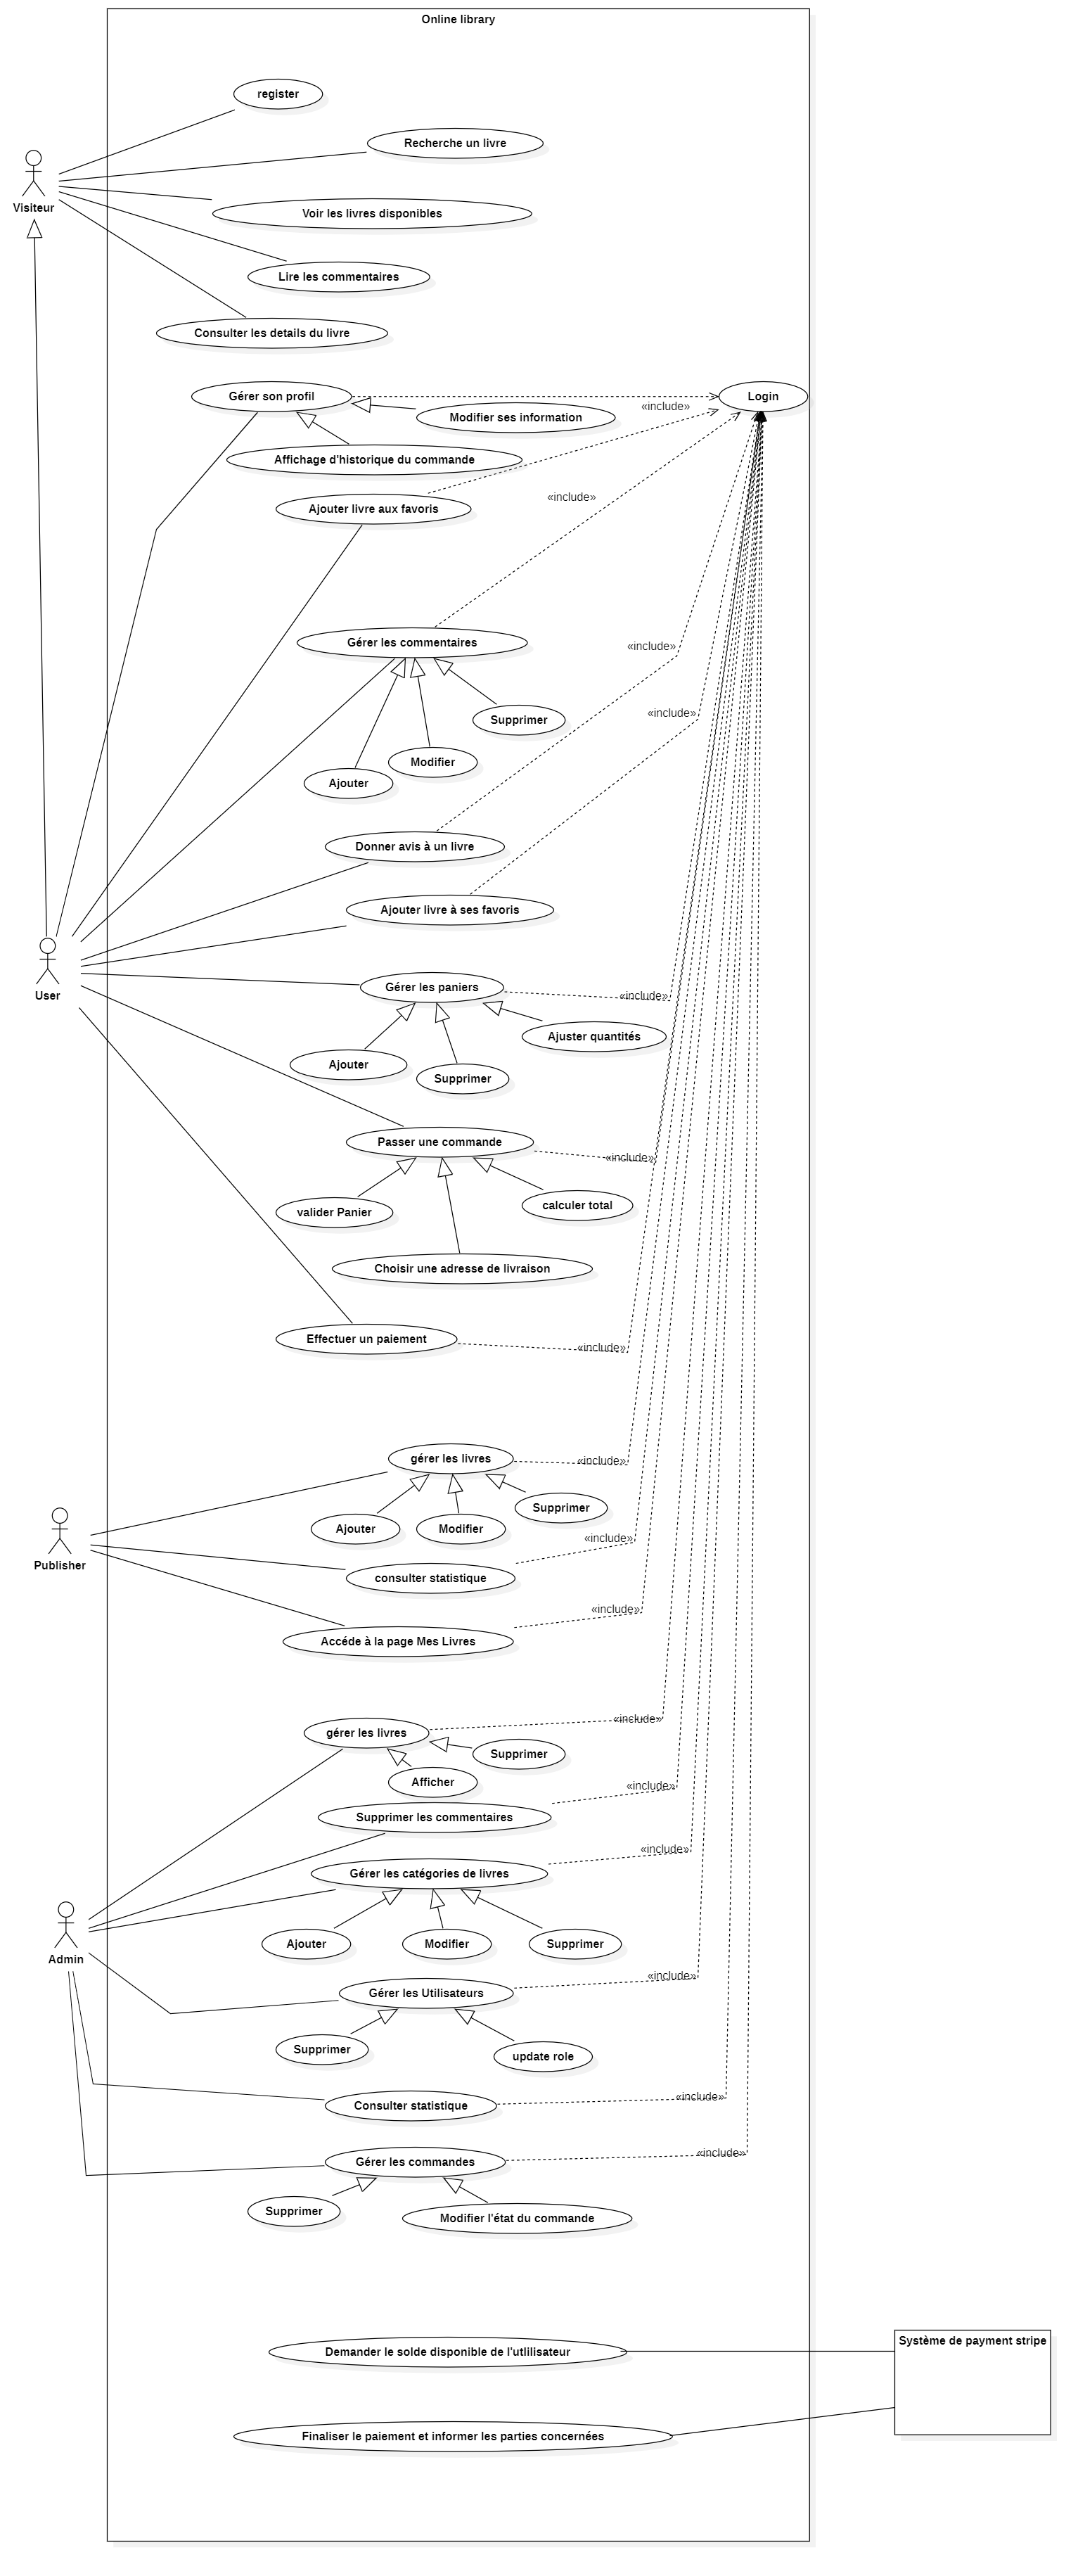 Online library
register
Recherche un livre
Visiteur
Voir les livres disponibles
Lire les commentaires
Consulter les details du livre
Gérer son profil
Login
«include»
Modifier ses information
Affichage d'historique du commande
«include»
Ajouter livre aux favoris
Gérer les commentaires
«include»
«include»
Supprimer
Modifier
Ajouter
Donner avis à un livre
Ajouter livre à ses favoris
User
Gérer les paniers
«include»
Ajuster quantités
Ajouter
Supprimer
Passer une commande
«include»
valider Panier
calculer total
Choisir une adresse de livraison
Effectuer un paiement
«include»
gérer les livres
«include»
Supprimer
Ajouter
Modifier
«include»
Publisher
consulter statistique
«include»
Accéde à la page Mes Livres
«include»
gérer les livres
Supprimer
Afficher
«include»
Supprimer les commentaires
«include»
Gérer les catégories de livres
Ajouter
Modifier
Supprimer
Admin
«include»
Gérer les Utilisateurs
Supprimer
update role
«include»
Consulter statistique
«include»
Gérer les commandes
Supprimer
Modifier l'état du commande
Système de payment stripe
Demander le solde disponible de l'utlilisateur
Finaliser le paiement et informer les parties concernées